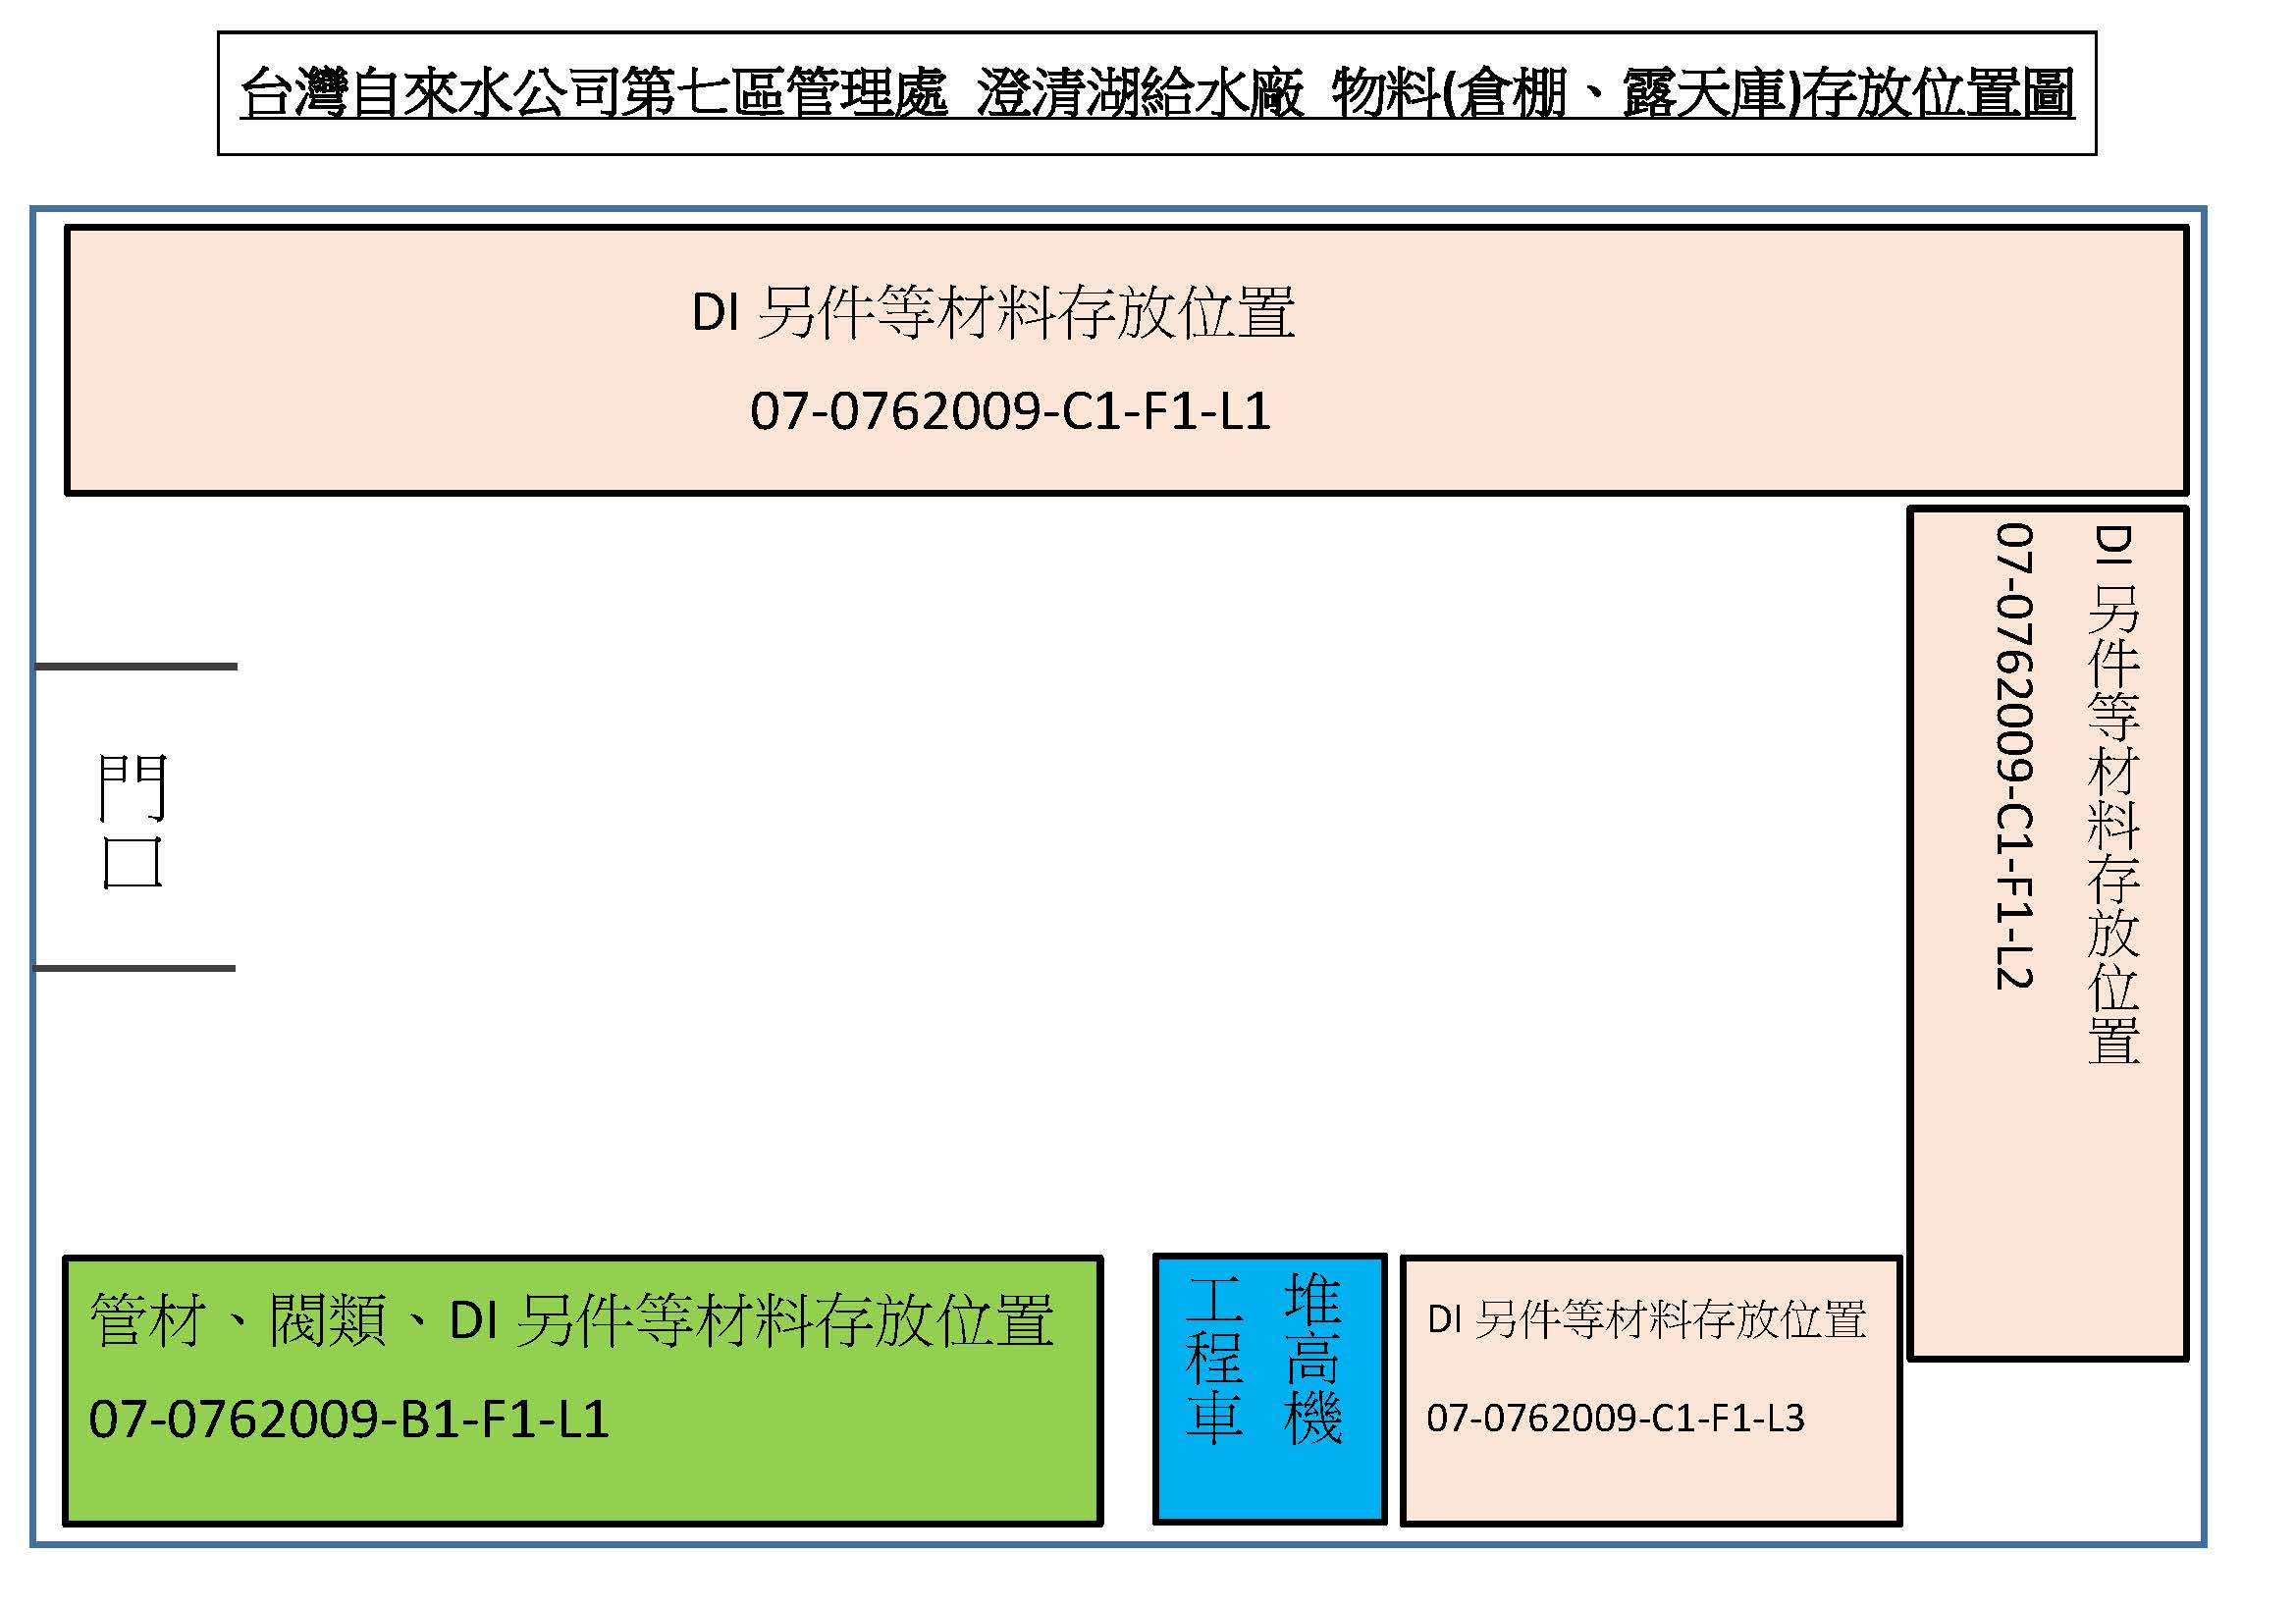 台灣自來水公司第七區管理處 澄清湖給水廠 物料(倉棚、露天庫)存放位置圖
DI 另件等材料存放位置
07-0762009-C1-F1-L1
DI 另件等材料存放位置
07-0762009-C1-F1-L2
門口
管材、閥類、DI 另件等材料存放位置
07-0762009-B1-F1-L1
堆高機
工程車
DI 另件等材料存放位置
07-0762009-C1-F1-L3